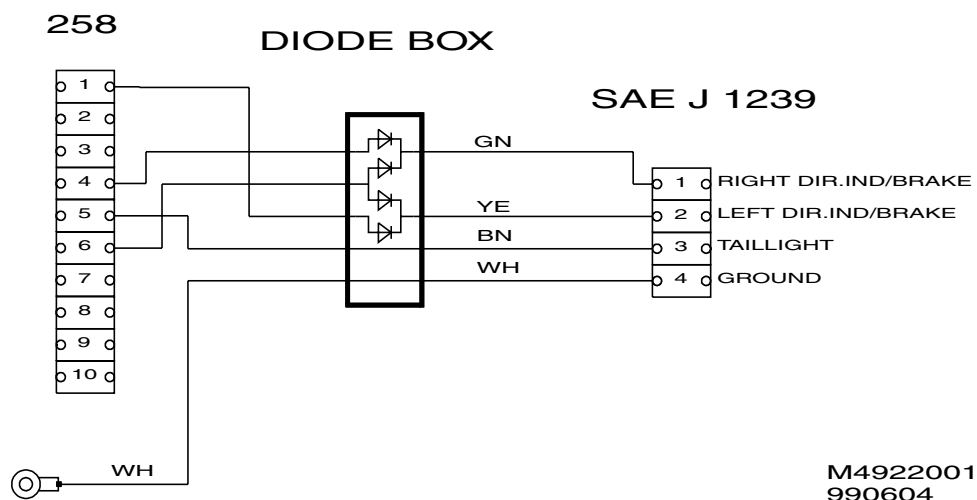 258
DIODE BOX
SAE J 1239
1
2
3
4
5
6
7
8
9
10
GN
YE
BN
WH
1 RIGHT DIR.IND/BRAKE
2 LEFT DIR.IND/BRAKE
3 TAILLIGHT
4 GROUND
WH
M4922001
990604